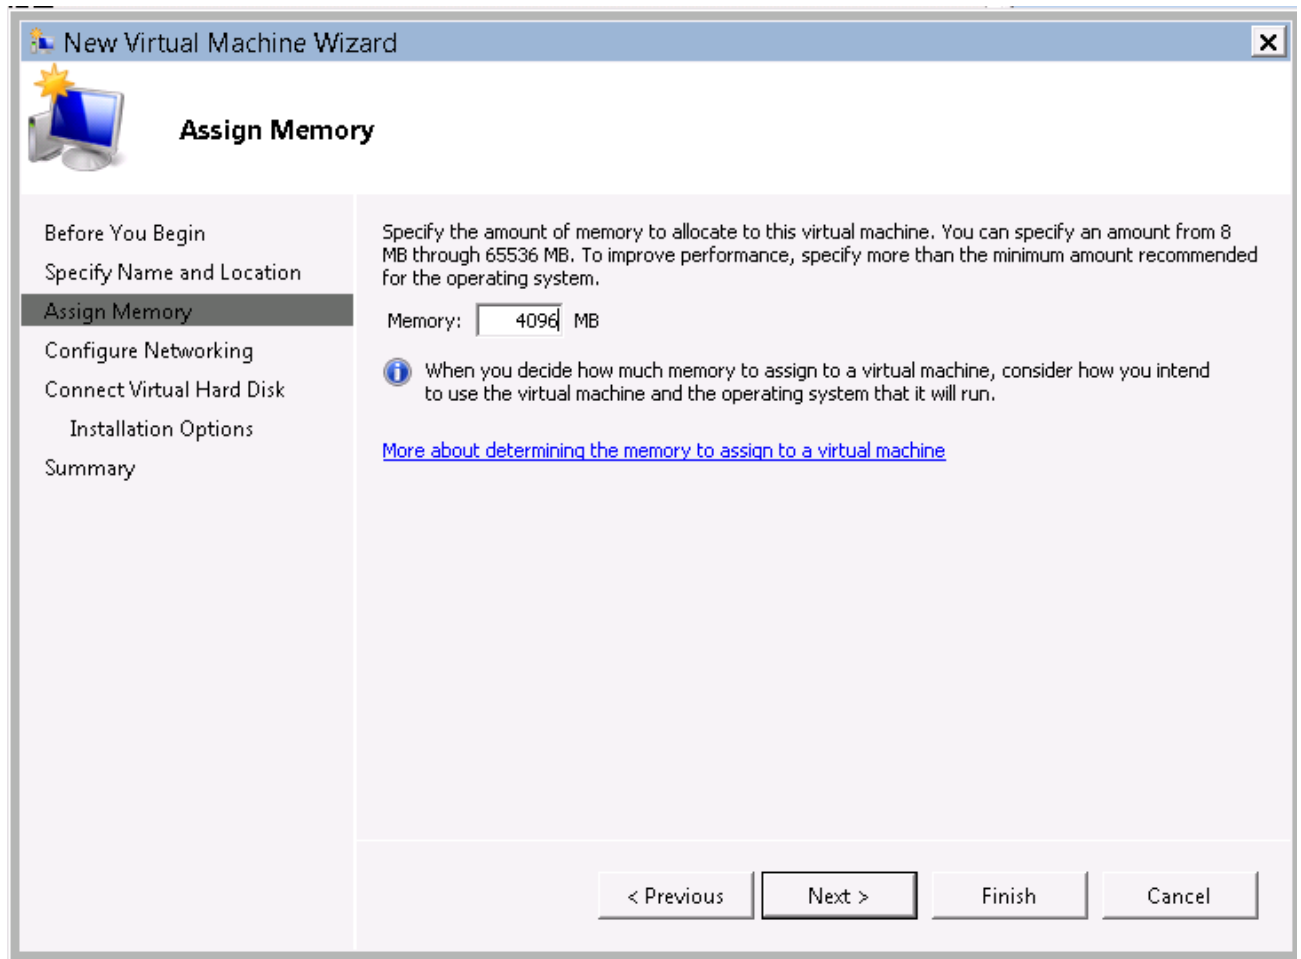 New Virtual Machine Wizard
Assign Memory
Before You Begin
Specify Name and Location
Assign Memory
Configure Networking
Connect Virtual Hard Disk
Installation Options
Summary
Specify the amount of memory to allocate to this virtual machine. You can specify an amount from 8
MB through 65536 MB. To improve performance, specify more than the minimum amount recommended
for the operating system.
Memory: 4096 MB
When you decide how much memory to assign to a virtual machine, consider how you intend
to use the virtual machine and the operating system that it will run.
More about determining the memory to assign to a virtual machine
< Previous Next > Finish Cancel